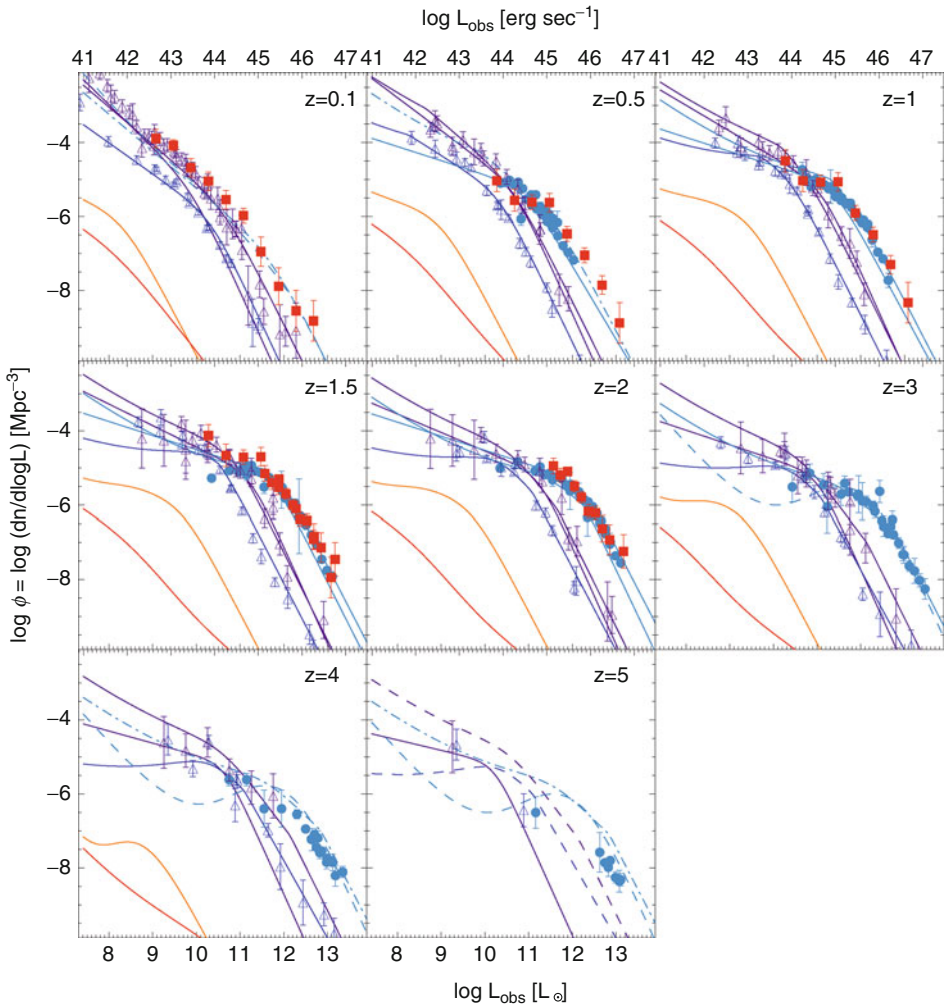 log L_obs [erg sec⁻¹]
41 42 43 44 45 46 47 41 42 43 44 45 46 47 41 42 43 44 45 46 47
z=0.1 z=0.5 z=1
−4
−6
−8
z=1.5 z=2 z=3
−4
−6
−8
log ϕ = log (dn/dlogL) [Mpc⁻³]
z=4 z=5
−4
−6
−8
8 9 10 11 12 13 8 9 10 11 12 13
log L_obs [L_⊙]